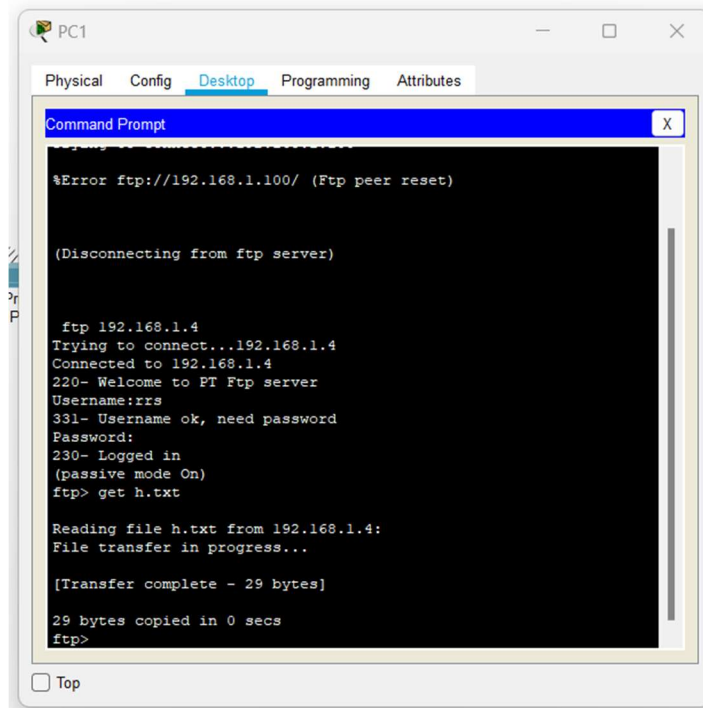 PC1
Physical Config Desktop Programming Attributes
Command Prompt X
%Error ftp://192.168.1.100/ (Ftp peer reset)
(Disconnecting from ftp server)
ftp 192.168.1.4
Trying to connect...192.168.1.4
Connected to 192.168.1.4
220- Welcome to PT Ftp server
Username:rrs
331- Username ok, need password
Password:
230- Logged in
(passive mode On)
ftp> get h.txt
Reading file h.txt from 192.168.1.4:
File transfer in progress...
[Transfer complete - 29 bytes]
29 bytes copied in 0 secs
ftp>
Top